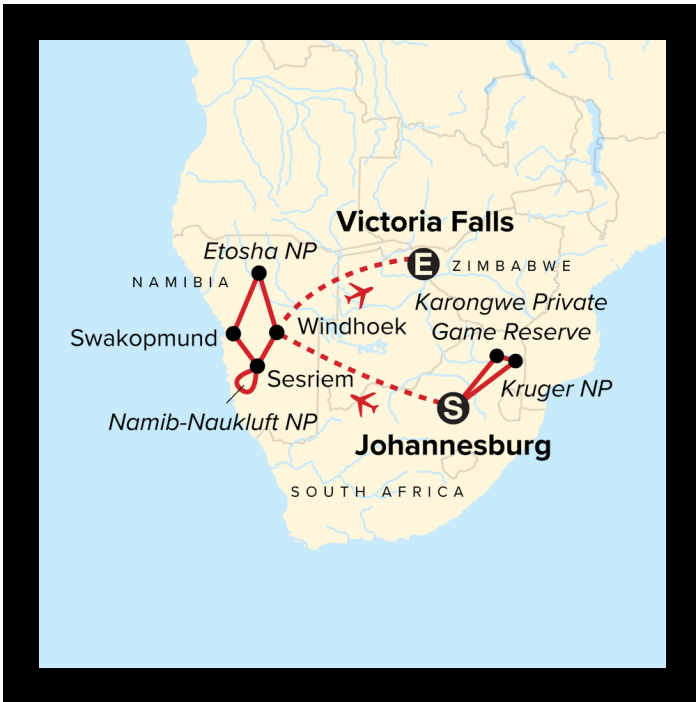 Victoria Falls
Etosha NP
E
ZIMBABWE
NAMIBIA
Karongwe Private
Game Reserve
Swakopmund
Windhoek
Sesriem
Kruger NP
S
Namib-Naukluft NP
Johannesburg
SOUTH AFRICA